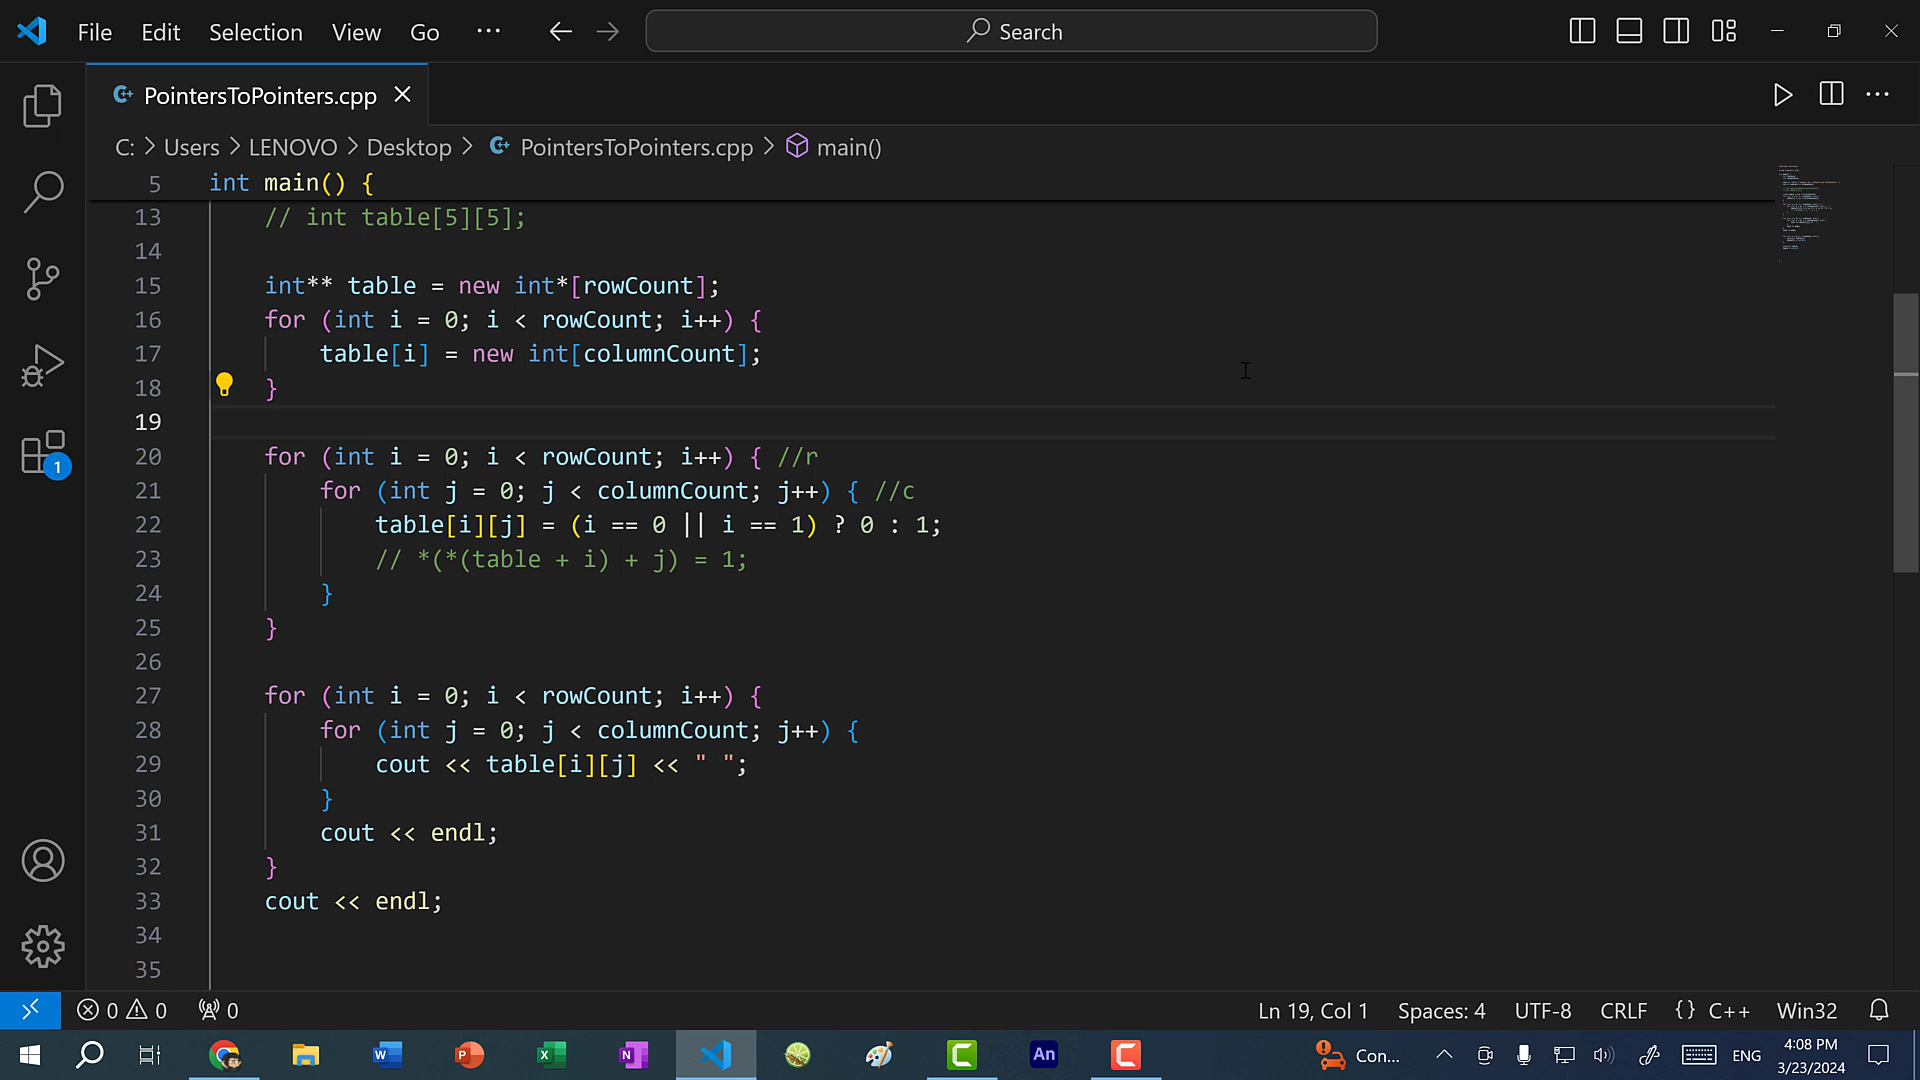 File Edit Selection View Go ··· Search
PointersToPointers.cpp
C: > Users > LENOVO > Desktop > PointersToPointers.cpp > main()
5 int main() {
13 // int table[5][5];
14
15 int** table = new int*[rowCount];
16 for (int i = 0; i < rowCount; i++) {
17 table[i] = new int[columnCount];
18 }
19
20 for (int i = 0; i < rowCount; i++) { //r
21 for (int j = 0; j < columnCount; j++) { //c
22 table[i][j] = (i == 0 || i == 1) ? 0 : 1;
23 // *(*(table + i) + j) = 1;
24 }
25 }
26
27 for (int i = 0; i < rowCount; i++) {
28 for (int j = 0; j < columnCount; j++) {
29 cout << table[i][j] << " ";
30 }
31 cout << endl;
32 }
33 cout << endl;
34
35
1
0 0 0 Ln 19, Col 1 Spaces: 4 UTF-8 CRLF {} C++ Win32
W P X N An C Con... ENG 4:08 PM
3/23/2024